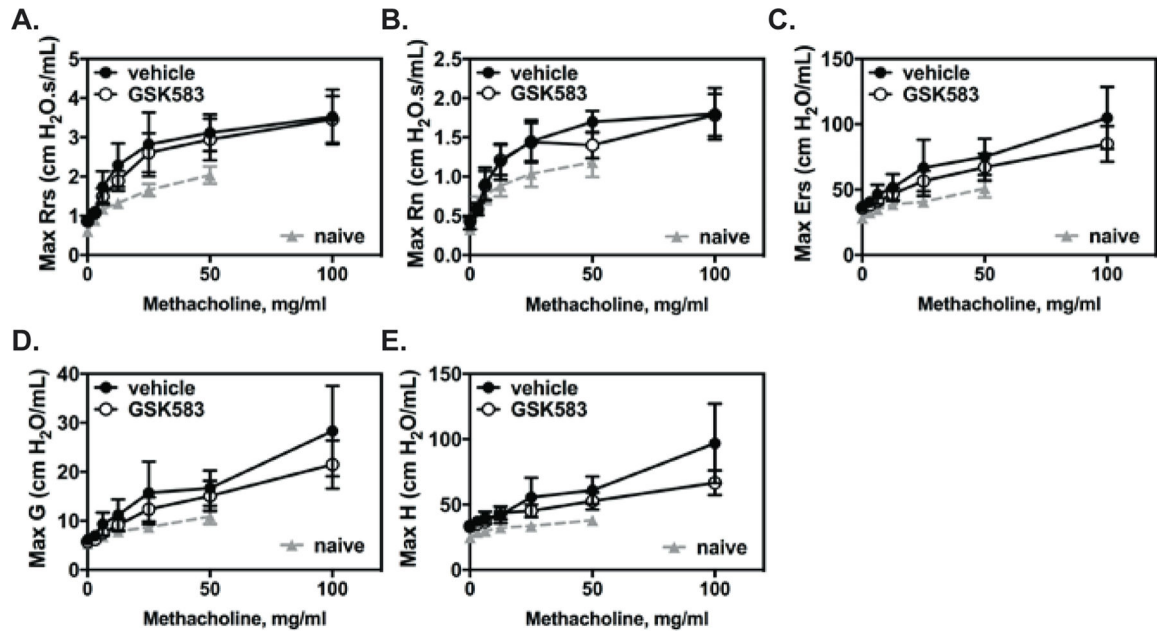 A.
Max Rrs (cm H₂O.s/mL)
5
4
3
2
1
0
vehicle
GSK583
naive
0 50 100
Methacholine, mg/ml
B.
Max Rn (cm H₂O.s/mL)
2.5
2.0
1.5
1.0
0.5
0.0
vehicle
GSK583
naive
0 50 100
Methacholine, mg/ml
C.
Max Ers (cm H₂O/mL)
150
100
50
0
vehicle
GSK583
naive
0 50 100
Methacholine, mg/ml
D.
Max G (cm H₂O/mL)
40
30
20
10
0
vehicle
GSK583
naive
0 50 100
Methacholine, mg/ml
E.
Max H (cm H₂O/mL)
150
100
50
0
vehicle
GSK583
naive
0 50 100
Methacholine, mg/ml